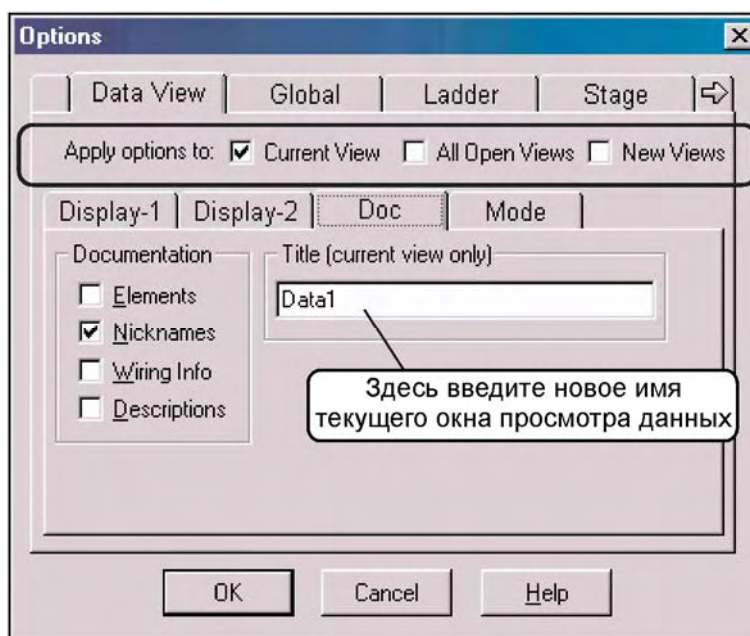 Options
Data View Global Ladder Stage
Apply options to: Current View All Open Views New Views
Display-1 Display-2 Doc Mode
Documentation Title (current view only)
Elements
Data1
Nicknames
Wiring Info
Descriptions
Здесь введите новое имя
текущего окна просмотра данных
OK Cancel Help